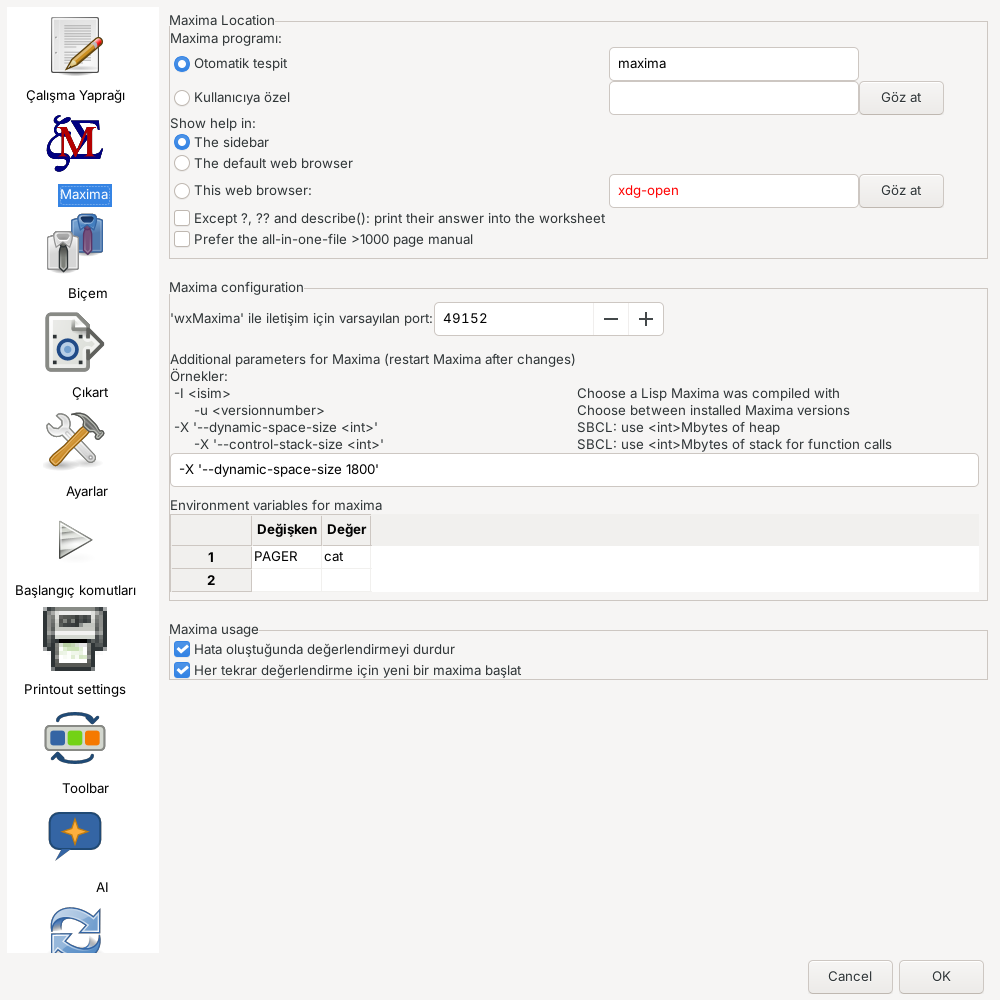 Çalışma Yaprağı
Maxima
Biçem
Çıkart
Ayarlar
Başlangıç komutları
Printout settings
Toolbar
AI
Maxima Location
Maxima programı:
Otomatik tespit maxima
Kullanıcıya özel Göz at
Show help in:
The sidebar
The default web browser
This web browser: xdg-open Göz at
Except ?, ?? and describe(): print their answer into the worksheet
Prefer the all-in-one-file >1000 page manual
Maxima configuration
'wxMaxima' ile iletişim için varsayılan port: 49152
Additional parameters for Maxima (restart Maxima after changes)
Örnekler:
-l <isim> Choose a Lisp Maxima was compiled with
-u <versionnumber> Choose between installed Maxima versions
-X '--dynamic-space-size <int>' SBCL: use <int>Mbytes of heap
-X '--control-stack-size <int>' SBCL: use <int>Mbytes of stack for function calls
-X '--dynamic-space-size 1800'
Environment variables for maxima
Değişken Değer
1 PAGER cat
2
Maxima usage
Hata oluştuğunda değerlendirmeyi durdur
Her tekrar değerlendirme için yeni bir maxima başlat
Cancel OK